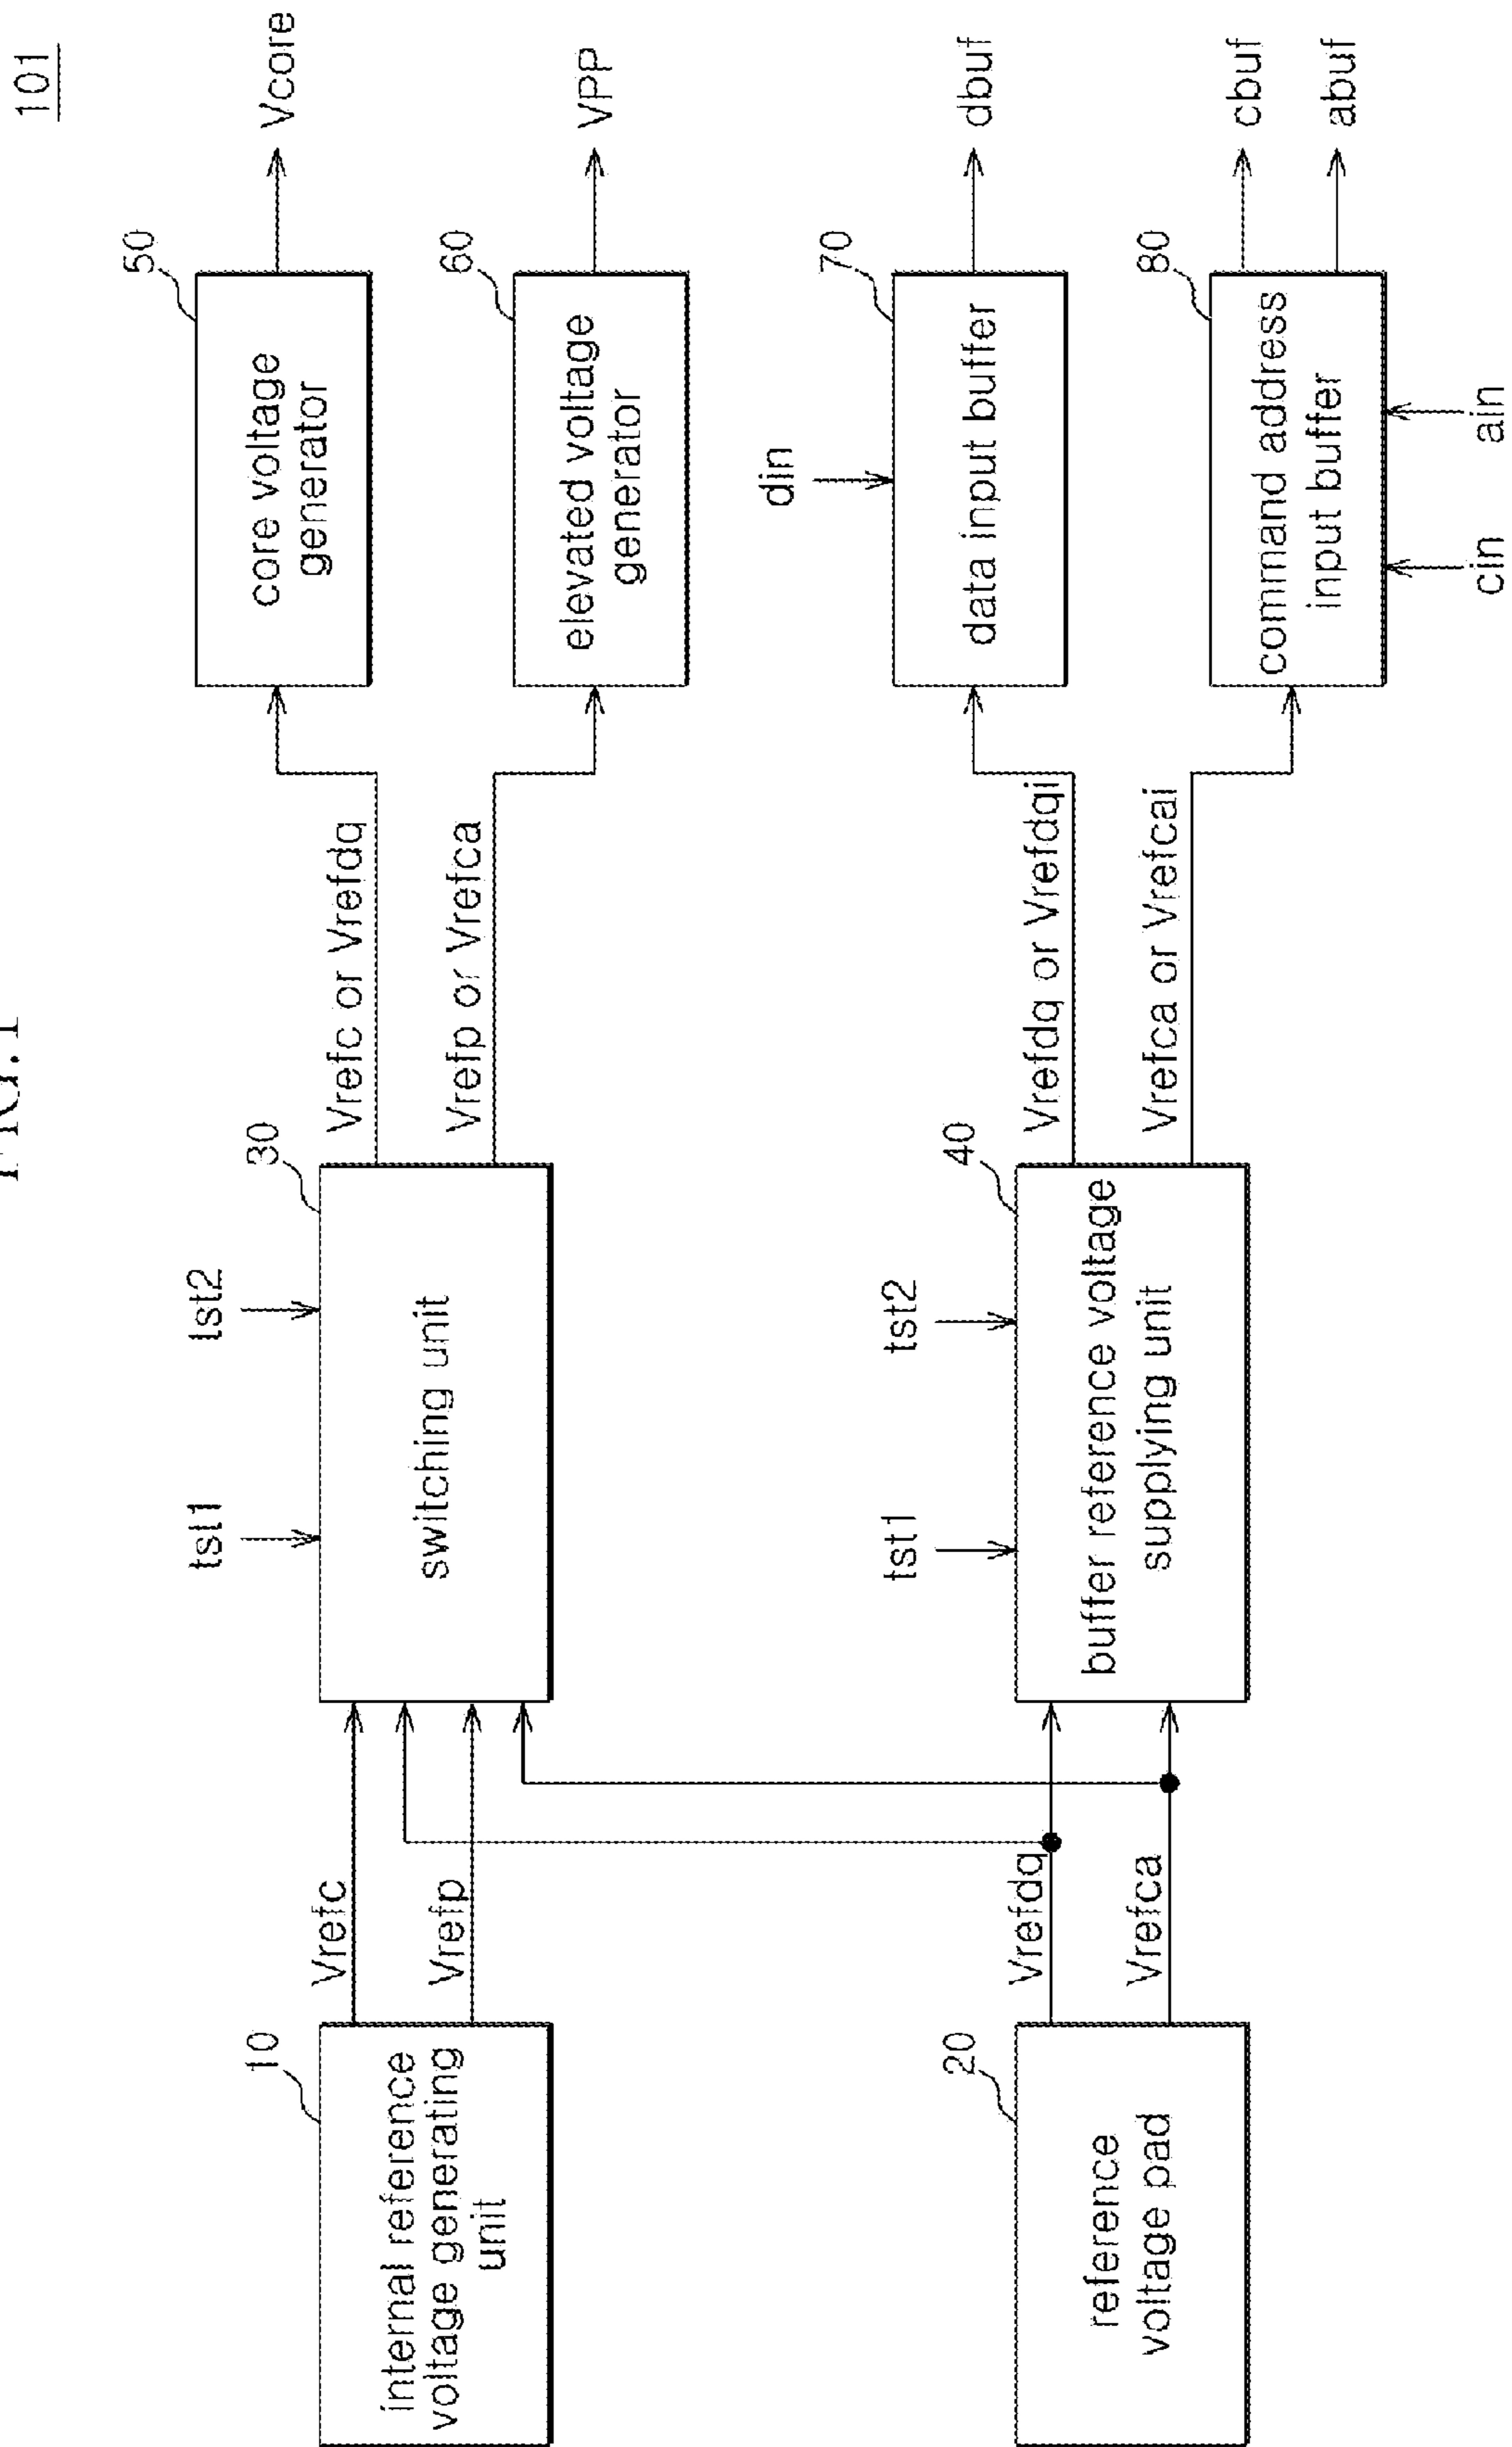 FIG.1
101
10
internal reference
voltage generating
unit
Vrefc
Vrefp
tst1
tst2
30
switching unit
Vrefc or Vrefdq
Vrefp or Vrefca
50
core voltage
generator
Vcore
60
elevated voltage
generator
VPP
20
reference
voltage pad
Vrefdq
Vrefca
tst1
tst2
40
buffer reference voltage
supplying unit
Vrefdq or Vrefdqi
Vrefca or Vrefcai
din
70
data input buffer
dbuf
80
command address
input buffer
cbuf
abuf
cin
ain